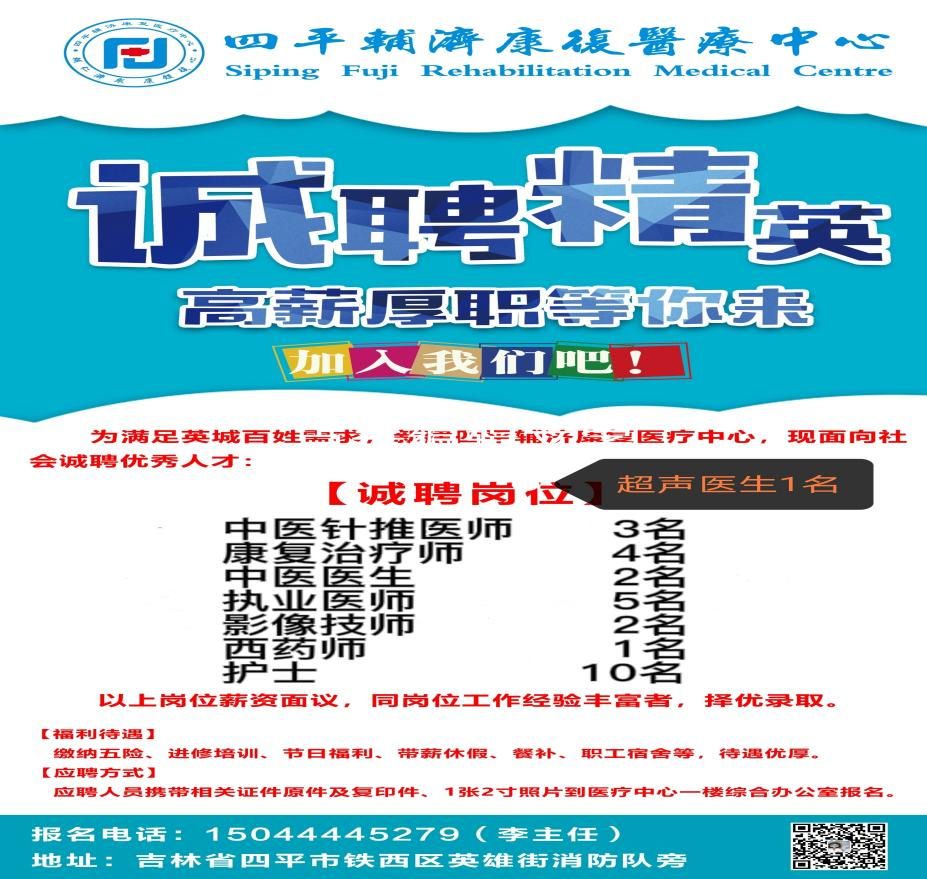 四平輔濟康復醫療中心
Siping Fuji Rehabilitation Medical Centre
诚聘精英
高薪厚职等你来
加入我们吧！
为满足英城百姓需求，新晨四平辅济康复医疗中心，现面向社
会诚聘优秀人才：
【诚聘岗位】
超声医生1名
中医针推医师 3名
康复治疗师 4名
中医医生 2名
执业医师 5名
影像技师 2名
西药师 1名
护士 10名
以上岗位薪资面议，同岗位工作经验丰富者，择优录取。
【福利待遇】
缴纳五险、进修培训、节日福利、带薪休假、餐补、职工宿舍等，待遇优厚。
【应聘方式】
应聘人员携带相关证件原件及复印件、1张2寸照片到医疗中心一楼综合办公室报名。
报名电话：15044445279（李主任）
地址：吉林省四平市铁西区英雄街消防队旁